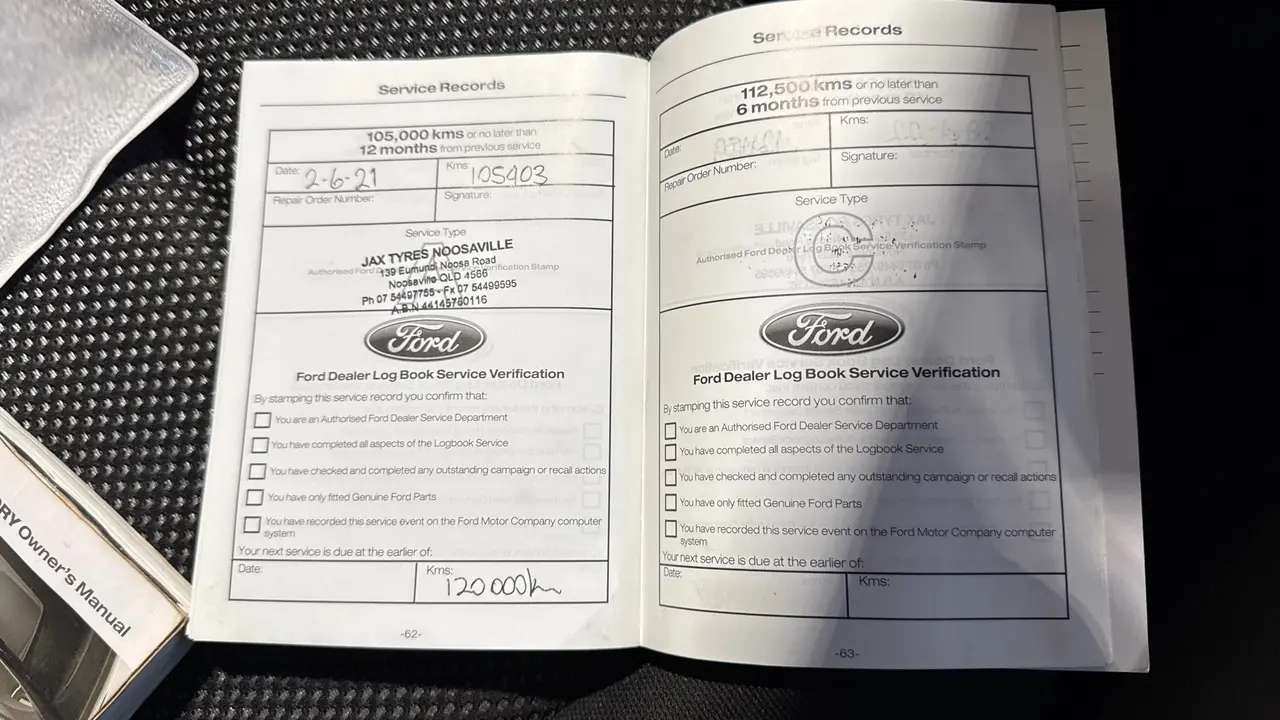 Service Records
105,000 kms or no later than
12 months from previous service
Date: 2-6-21
Kms: 105403
Repair Order Number:
Signature:
Service Type
JAX TYRES NOOSAVILLE
139 Eumundi Noosa Road
Authorised Ford Verification Stamp
Noosaville QLD 4566
Ph 07 54497755 - Fx 07 54499595
A.B.N 44145760116
Ford
Ford Dealer Log Book Service Verification
By stamping this service record you confirm that:
You are an Authorised Ford Dealer Service Department
You have completed all aspects of the Logbook Service
You have checked and completed any outstanding campaign or recall actions
You have only fitted Genuine Ford Parts
You have recorded this service event on the Ford Motor Company computer
system
Your next service is due at the earlier of:
Date:
Kms: 120 000km
-62-
Service Records
112,500 kms or no later than
6 months from previous service
Date:
Kms:
Repair Order Number:
Signature:
Service Type
C
Authorised Ford Dealer Log Book Service Verification Stamp
Ford
Ford Dealer Log Book Service Verification
By stamping this service record you confirm that:
You are an Authorised Ford Dealer Service Department
You have completed all aspects of the Logbook Service
You have checked and completed any outstanding campaign or recall actions
You have only fitted Genuine Ford Parts
You have recorded this service event on the Ford Motor Company computer
system
Your next service is due at the earlier of:
Date:
Kms:
-63-
RY Owner's Manual